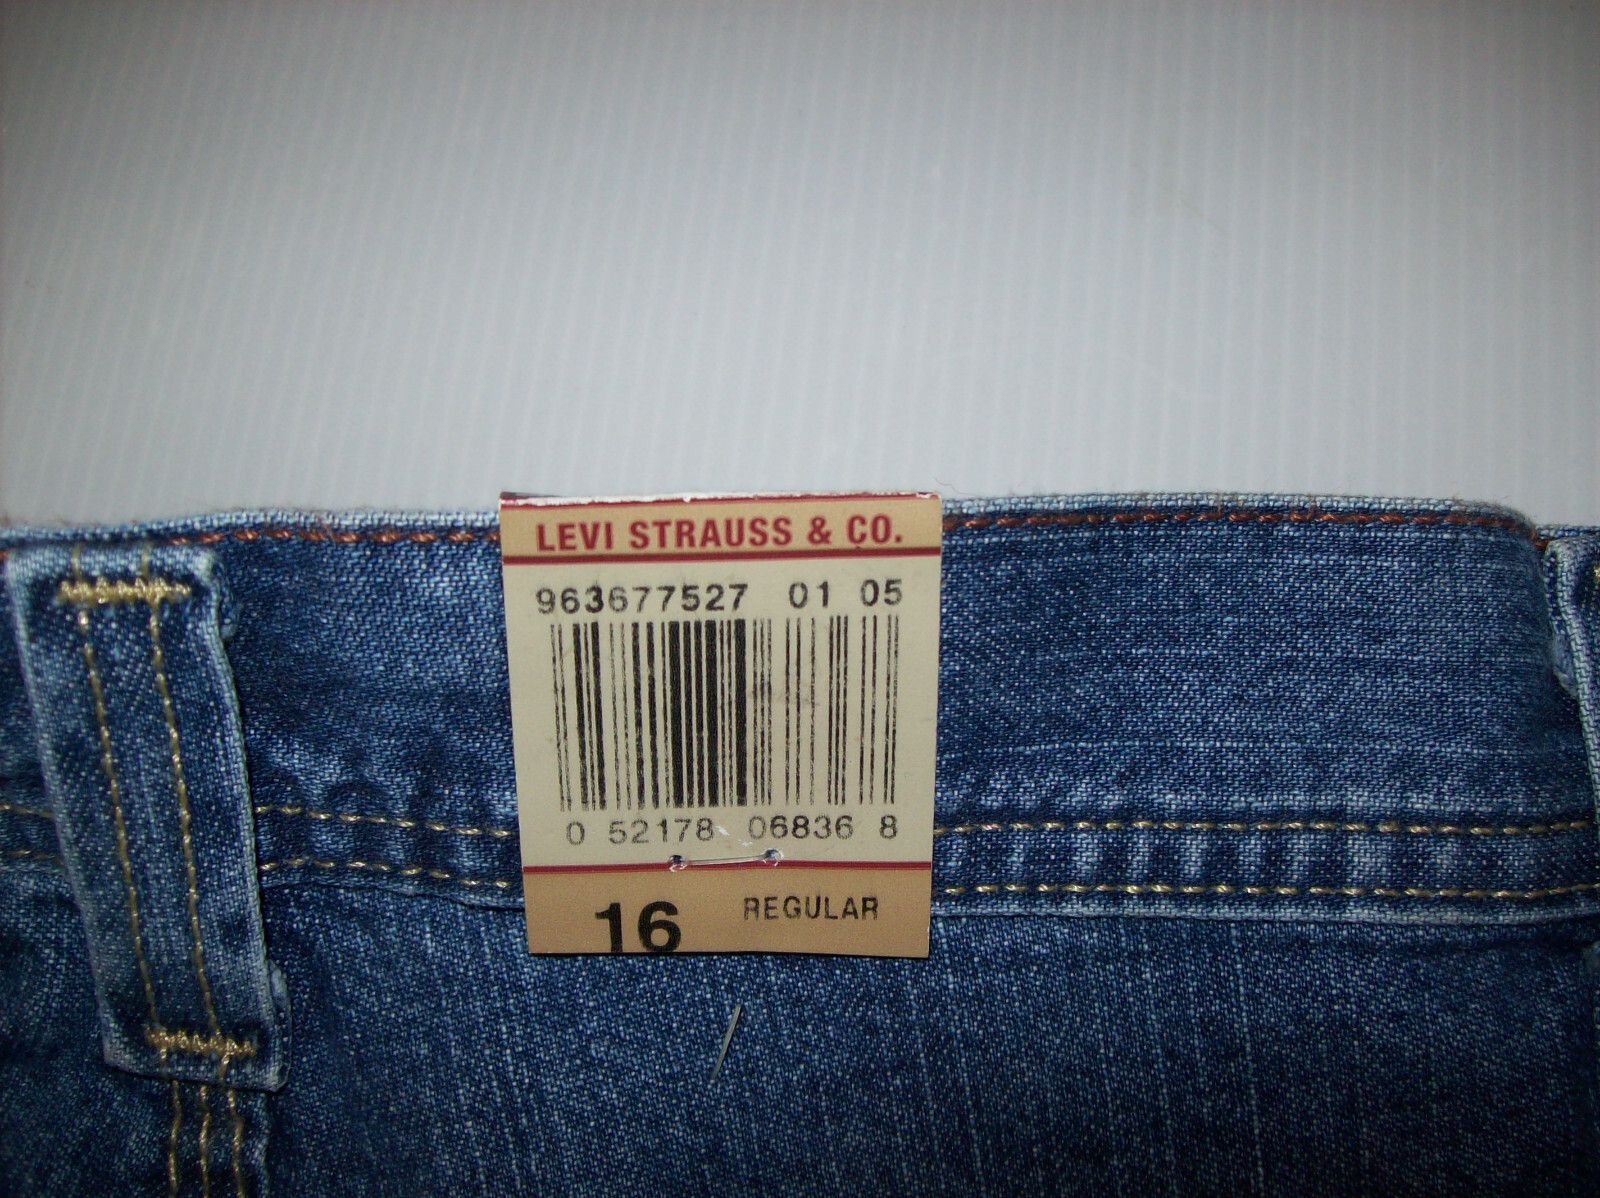 LEVI STRAUSS & CO.
963677527 01 05
0 52178 06836 8
16 REGULAR